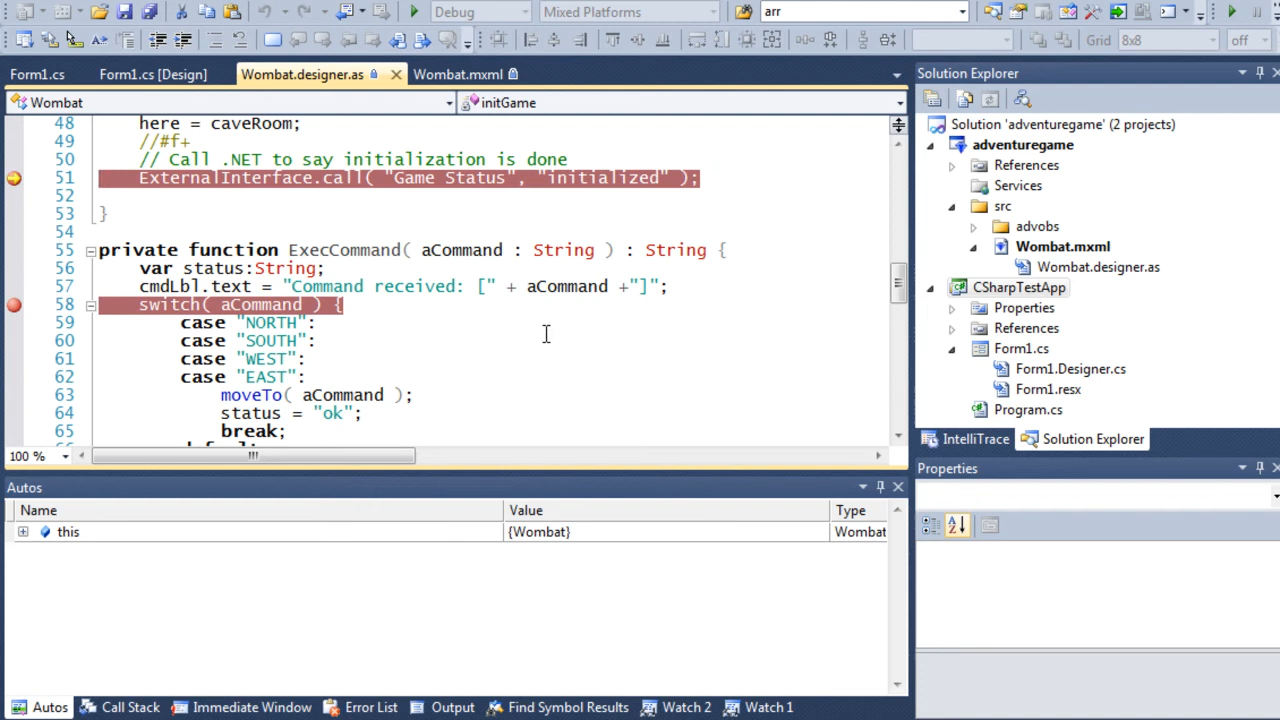 Debug Mixed Platforms arr
Grid 8x8 off
Form1.cs Form1.cs [Design] Wombat.designer.as Wombat.mxml
Wombat initGame
48 here = caveRoom;
49 //#f+
50 // Call .NET to say initialization is done
51 ExternalInterface.call( "Game Status", "initialized" );
52
53 }
54
55 private function ExecCommand( aCommand : String ) : String {
56 var status:String;
57 cmdLbl.text = "Command received: [" + aCommand +"]";
58 switch( aCommand ) {
59 case "NORTH":
60 case "SOUTH":
61 case "WEST":
62 case "EAST":
63 moveTo( aCommand );
64 status = "ok";
65 break;
100 %
Autos
Name Value Type
this {Wombat} Wombat
Autos Call Stack Immediate Window Error List Output Find Symbol Results Watch 2 Watch 1
Solution Explorer
Solution 'adventuregame' (2 projects)
adventuregame
References
Services
src
advobs
Wombat.mxml
Wombat.designer.as
CSharpTestApp
Properties
References
Form1.cs
Form1.Designer.cs
Form1.resx
Program.cs
IntelliTrace Solution Explorer
Properties